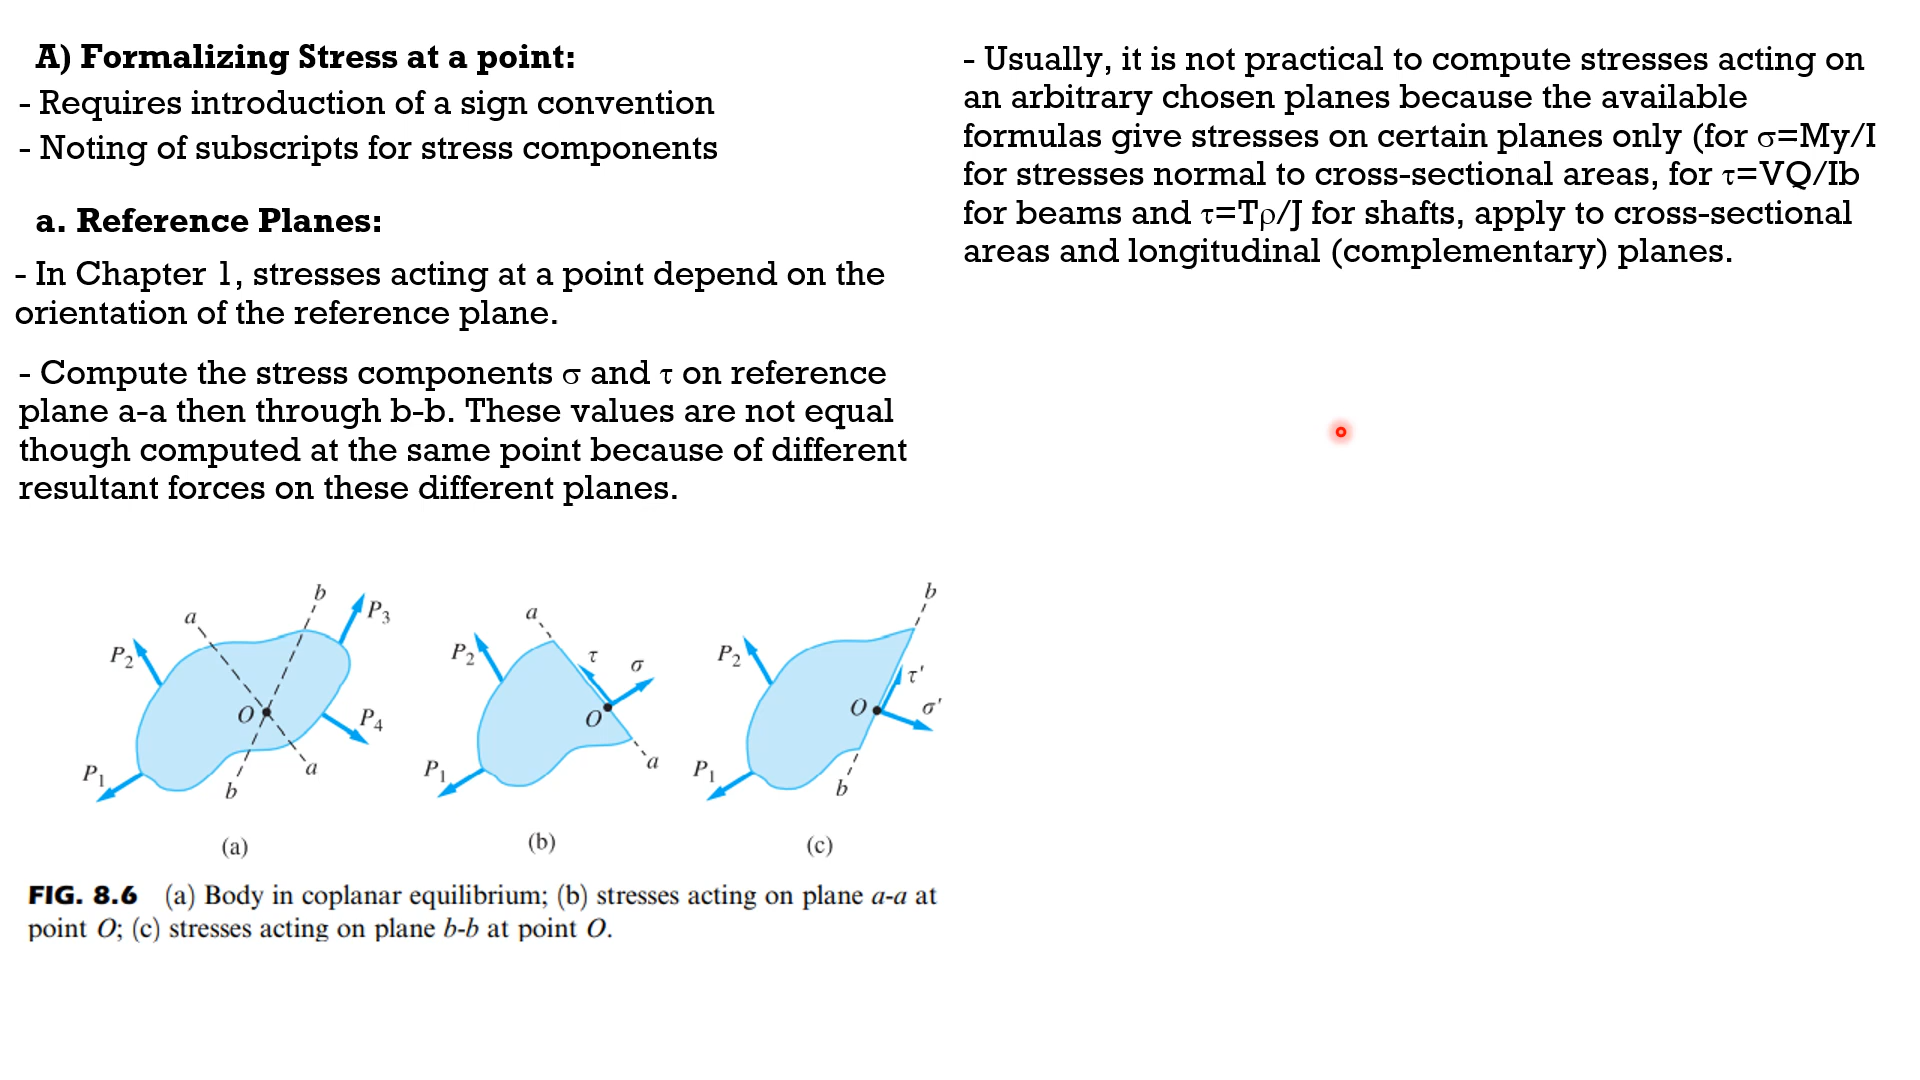 A) Formalizing Stress at a point:
- Requires introduction of a sign convention
- Noting of subscripts for stress components
a. Reference Planes:
- In Chapter 1, stresses acting at a point depend on the
orientation of the reference plane.
- Compute the stress components σ and τ on reference
plane a-a then through b-b. These values are not equal
though computed at the same point because of different
resultant forces on these different planes.
b
a
P3
P2
O
P4
P1
a
b
(a)
a
P2
τ
σ
O
P1
a
(b)
b
P2
τ'
O
σ'
P1
b
(c)
FIG. 8.6 (a) Body in coplanar equilibrium; (b) stresses acting on plane a-a at
point O; (c) stresses acting on plane b-b at point O.
- Usually, it is not practical to compute stresses acting on
an arbitrary chosen planes because the available
formulas give stresses on certain planes only (for σ=My/I
for stresses normal to cross-sectional areas, for τ=VQ/Ib
for beams and τ=Tρ/J for shafts, apply to cross-sectional
areas and longitudinal (complementary) planes.